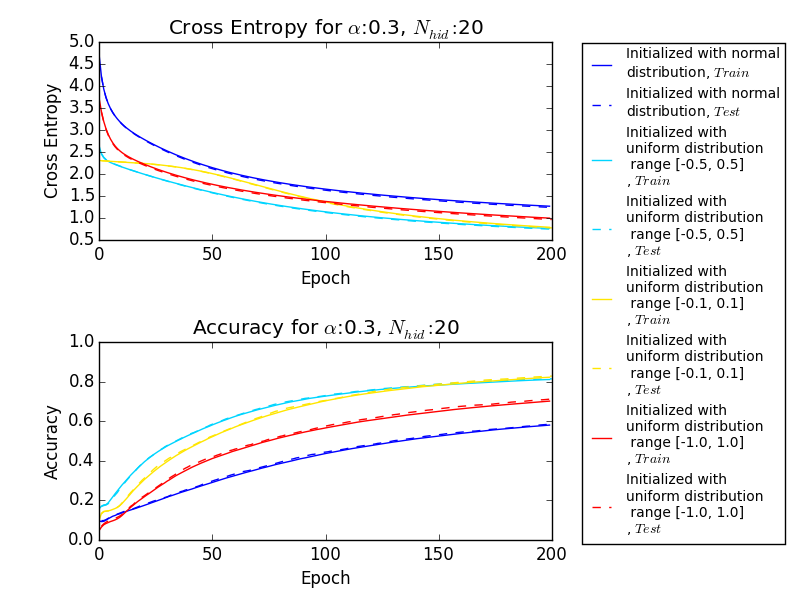 Cross Entropy for α:0.3, N_hid:20
5.0
4.5
4.0
3.5
3.0
2.5
2.0
1.5
1.0
0.5
Cross Entropy
0 50 100 150 200
Epoch
Accuracy for α:0.3, N_hid:20
1.0
0.8
0.6
0.4
0.2
0.0
Accuracy
0 50 100 150 200
Epoch
Initialized with normal
distribution, Train
Initialized with normal
distribution, Test
Initialized with
uniform distribution
range [-0.5, 0.5]
, Train
Initialized with
uniform distribution
range [-0.5, 0.5]
, Test
Initialized with
uniform distribution
range [-0.1, 0.1]
, Train
Initialized with
uniform distribution
range [-0.1, 0.1]
, Test
Initialized with
uniform distribution
range [-1.0, 1.0]
, Train
Initialized with
uniform distribution
range [-1.0, 1.0]
, Test